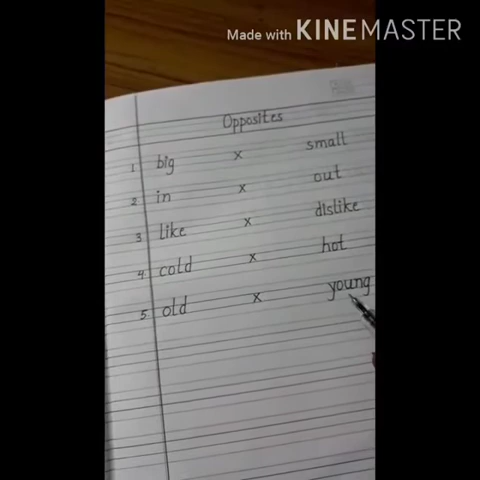 Made with KINEMASTER
Opposites
1 big x small
2 in x out
3 like x dislike
4 cold x hot
5 old x young